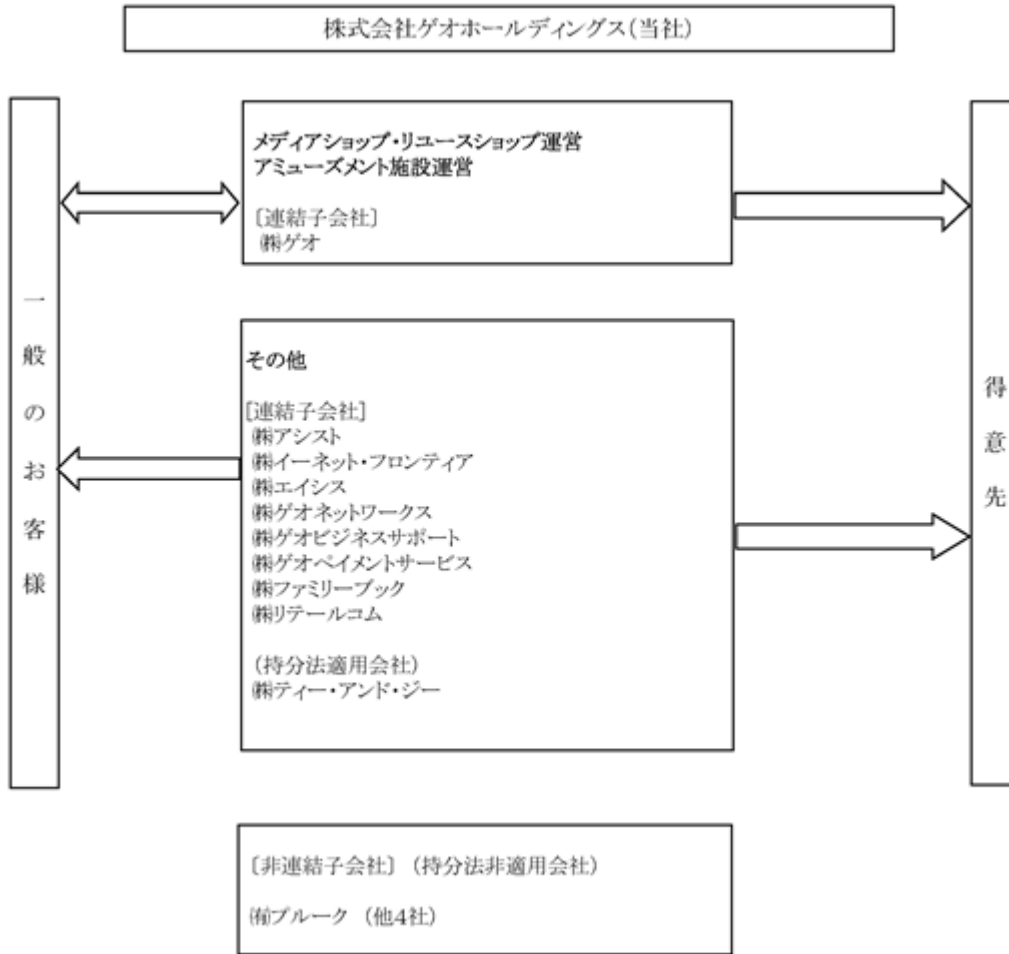 株式会社ゲオホールディングス(当社)
メディアショップ・リユースショップ運営
アミューズメント施設運営
〔連結子会社〕
㈱ゲオ
一般のお客様
その他
[連結子会社]
㈱アシスト
㈱イーネット・フロンティア
㈱エイシス
㈱ゲオネットワークス
㈱ゲオビジネスサポート
㈱ゲオペイメントサービス
㈱ファミリーブック
㈱リテールコム
(持分法適用会社)
㈱ティー・アンド・ジー
得意先
〔非連結子会社〕(持分法非適用会社)
㈲ブルーク (他4社)